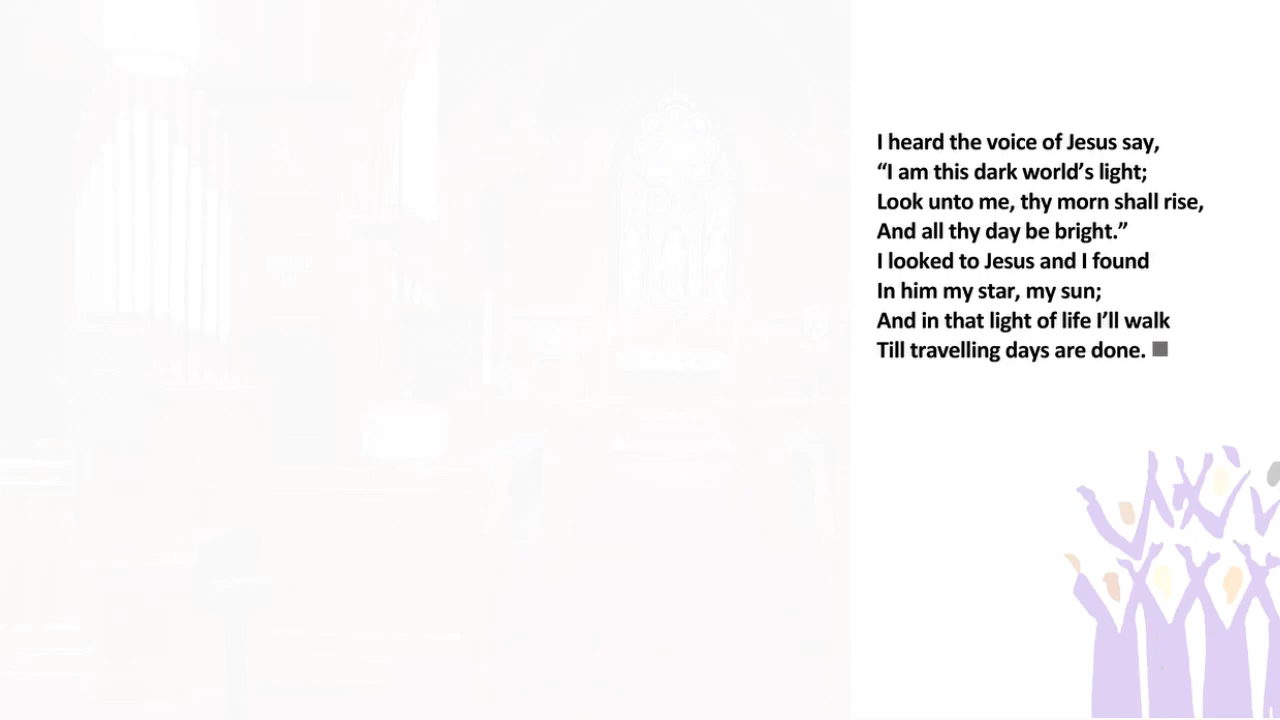 I heard the voice of Jesus say,
“I am this dark world’s light;
Look unto me, thy morn shall rise,
And all thy day be bright.”
I looked to Jesus and I found
In him my star, my sun;
And in that light of life I’ll walk
Till travelling days are done. ■